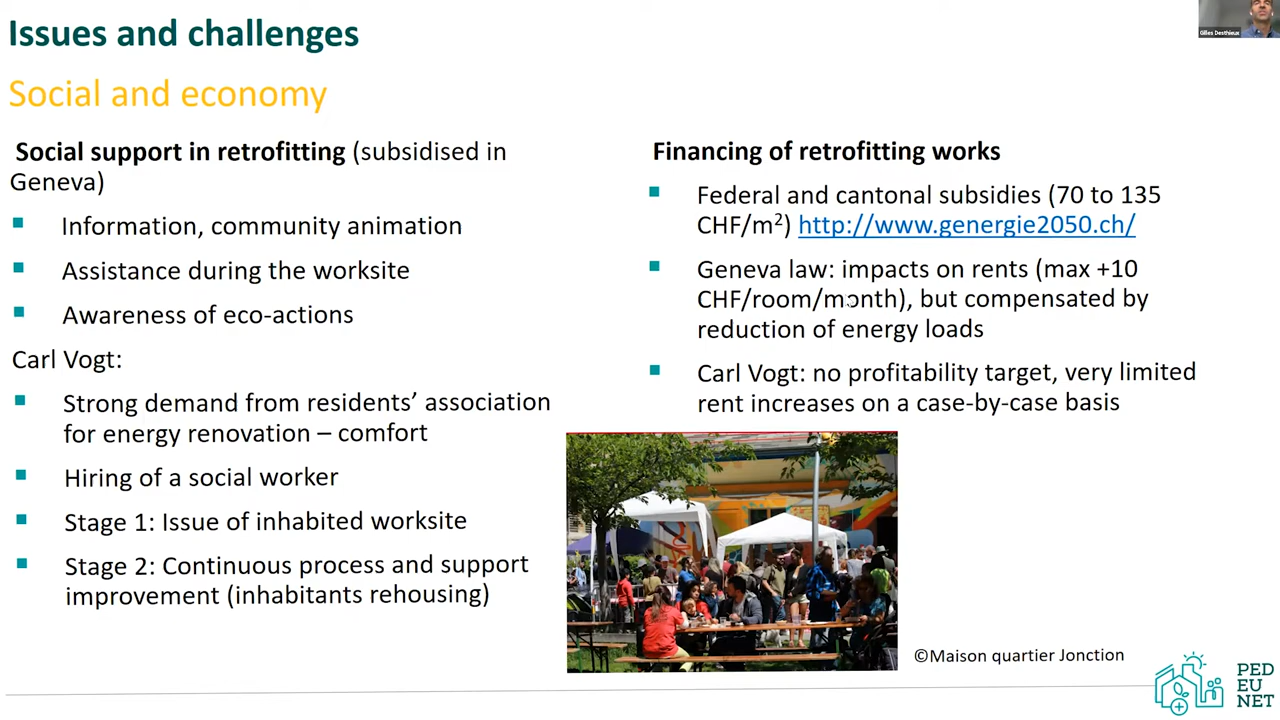 Issues and challenges
Gilles Desthieux
Social and economy
Social support in retrofitting (subsidised in
Geneva)
▪ Information, community animation
▪ Assistance during the worksite
▪ Awareness of eco-actions
Carl Vogt:
▪ Strong demand from residents’ association
for energy renovation – comfort
▪ Hiring of a social worker
▪ Stage 1: Issue of inhabited worksite
▪ Stage 2: Continuous process and support
improvement (inhabitants rehousing)
Financing of retrofitting works
▪ Federal and cantonal subsidies (70 to 135
CHF/m²) http://www.genergie2050.ch/
▪ Geneva law: impacts on rents (max +10
CHF/room/month), but compensated by
reduction of energy loads
▪ Carl Vogt: no profitability target, very limited
rent increases on a case-by-case basis
©Maison quartier Jonction
PED
EU
NET